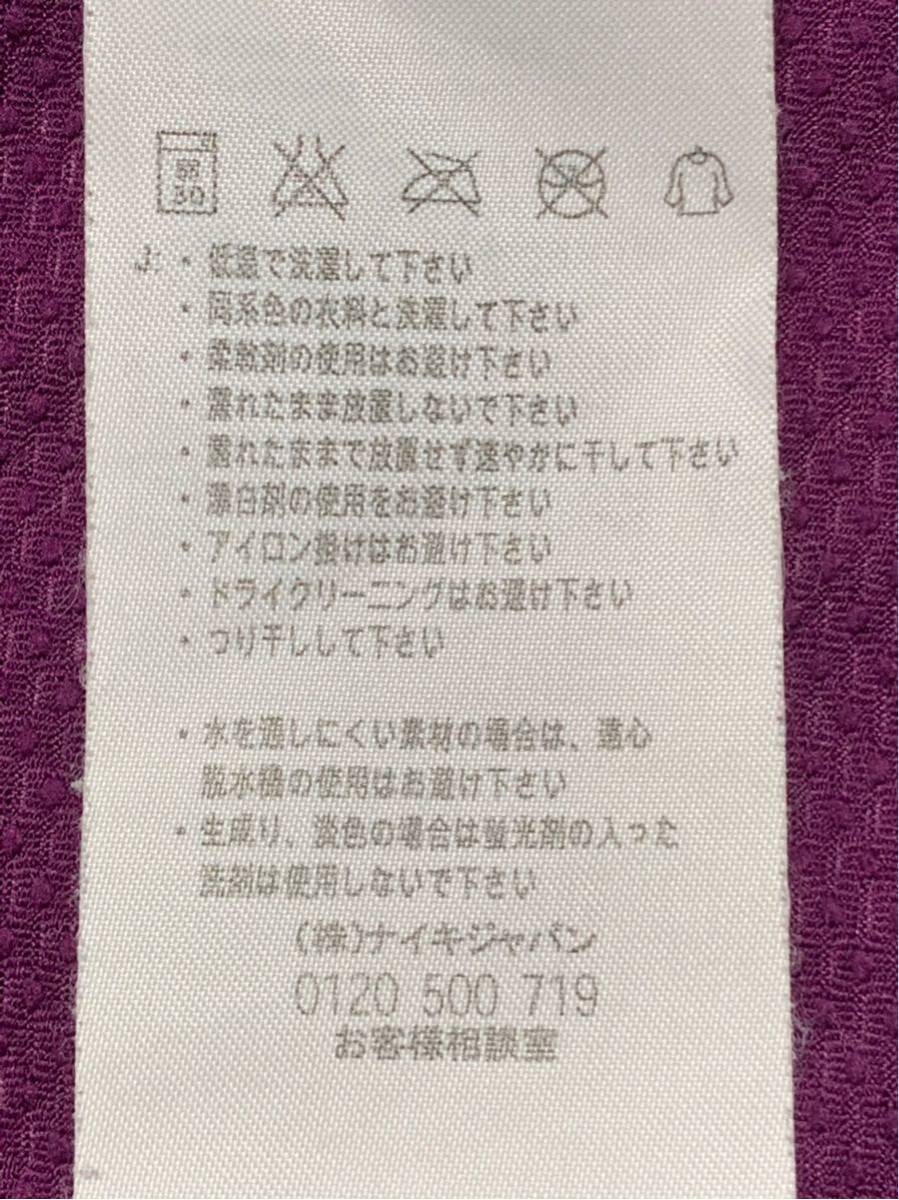 弱
30
J: ・低温で洗濯して下さい
・同系色の衣料と洗濯して下さい
・柔軟剤の使用はお避け下さい
・濡れたまま放置しないで下さい
・濡れたままで放置せず速やかに干して下さい
・漂白剤の使用をお避け下さい
・アイロン掛けはお避け下さい
・ドライクリーニングはお避け下さい
・つり干しして下さい
・水を通しにくい素材の場合は、遠心
脱水機の使用はお避け下さい
・生成り、淡色の場合は蛍光剤の入った
洗剤は使用しないで下さい
(株)ナイキジャパン
0120 500 719
お客様相談室